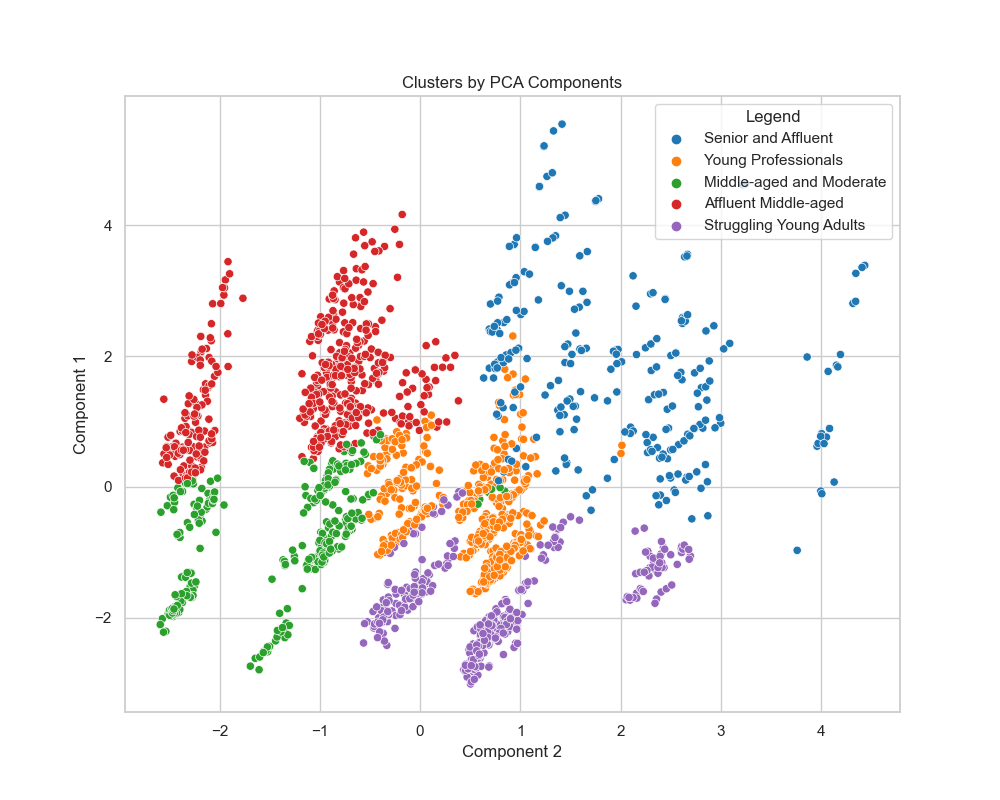 Clusters by PCA Components
Legend
Senior and Affluent
Young Professionals
Middle-aged and Moderate
Affluent Middle-aged
Struggling Young Adults
Component 1
4
2
0
−2
−2 −1 0 1 2 3 4
Component 2